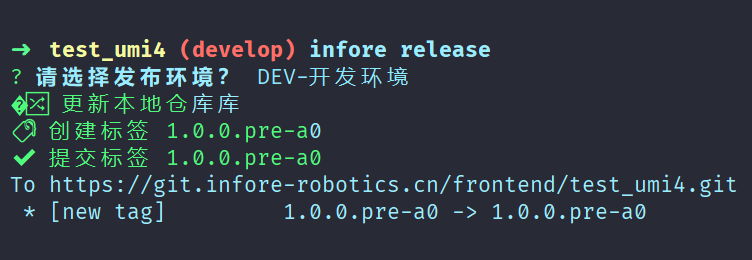 ➜ test_umi4 (develop) infore release
? 请选择发布环境? DEV-开发环境
�🔀 更新本地仓库库
🏷 创建标签 1.0.0.pre-a0
✔ 提交标签 1.0.0.pre-a0
To https://git.infore-robotics.cn/frontend/test_umi4.git
 * [new tag]         1.0.0.pre-a0 -> 1.0.0.pre-a0